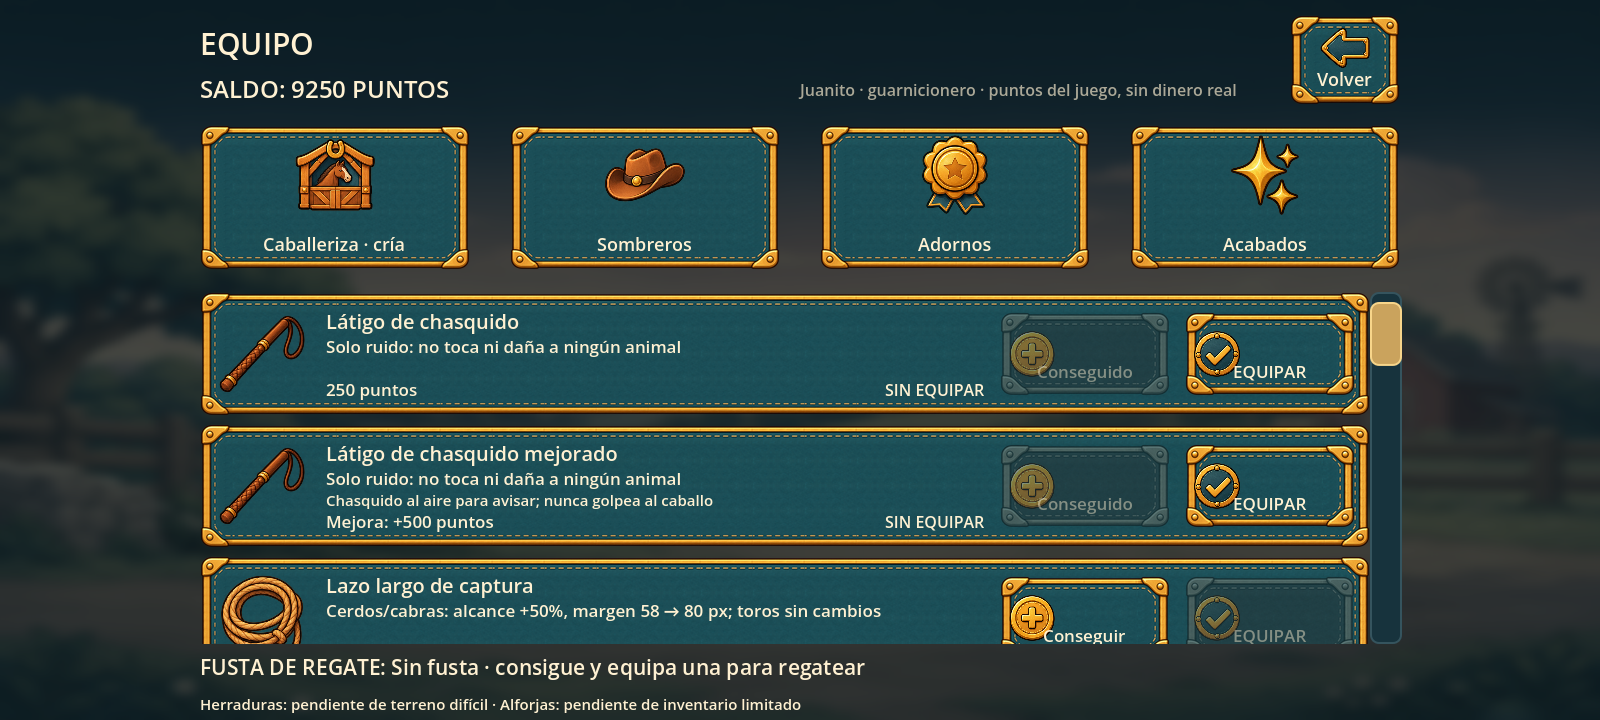 EQUIPO
SALDO: 9250 PUNTOS
Juanito · guarnicionero · puntos del juego, sin dinero real
Volver
Caballeriza · cría
Sombreros
Adornos
Acabados
Látigo de chasquido
Solo ruido: no toca ni daña a ningún animal
250 puntos
SIN EQUIPAR
Conseguido
EQUIPAR
Látigo de chasquido mejorado
Solo ruido: no toca ni daña a ningún animal
Chasquido al aire para avisar; nunca golpea al caballo
Mejora: +500 puntos
SIN EQUIPAR
Conseguido
EQUIPAR
Lazo largo de captura
Cerdos/cabras: alcance +50%, margen 58 → 80 px; toros sin cambios
Conseguir
EQUIPAR
FUSTA DE REGATE: Sin fusta · consigue y equipa una para regatear
Herraduras: pendiente de terreno difícil · Alforjas: pendiente de inventario limitado